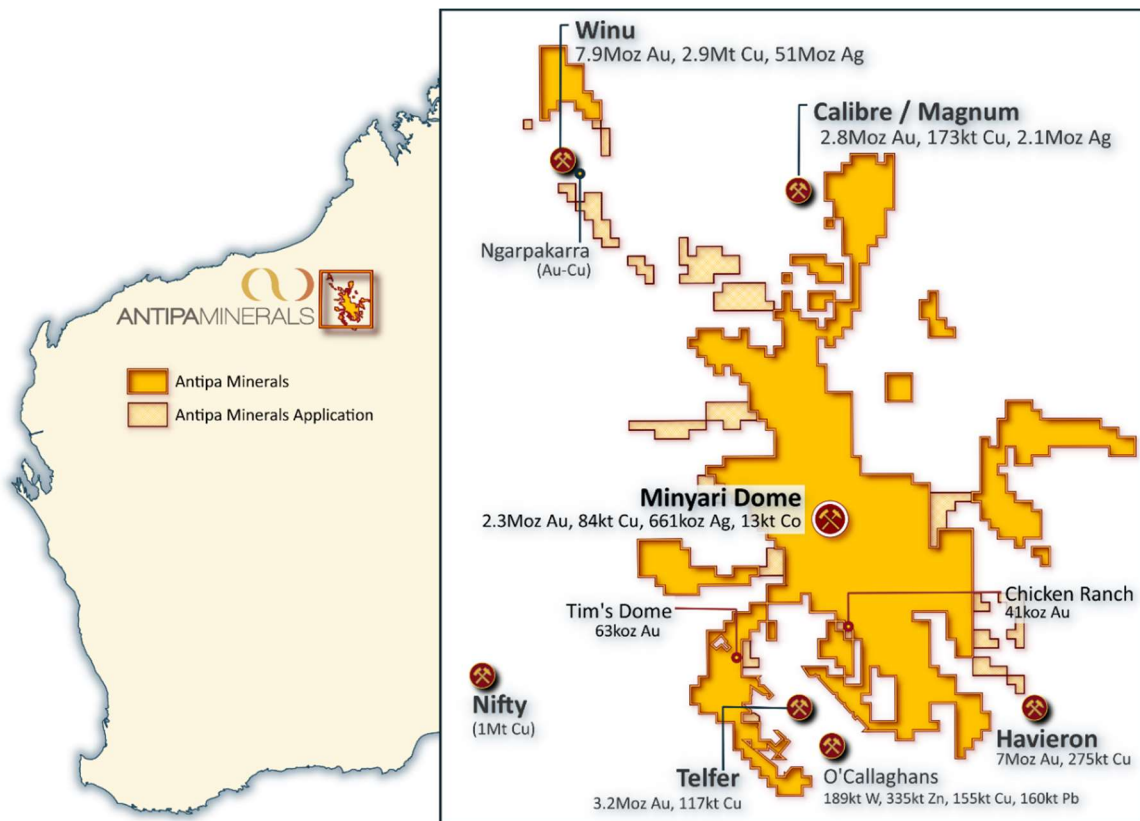 Winu
7.9Moz Au, 2.9Mt Cu, 51Moz Ag
Calibre / Magnum
2.8Moz Au, 173kt Cu, 2.1Moz Ag
Ngarpakarra
(Au-Cu)
ANTIPAMINERALS
Antipa Minerals
Antipa Minerals Application
Minyari Dome
2.3Moz Au, 84kt Cu, 661koz Ag, 13kt Co
Chicken Ranch
41koz Au
Tim's Dome
63koz Au
Nifty
(1Mt Cu)
Havieron
7Moz Au, 275kt Cu
Telfer
3.2Moz Au, 117kt Cu
O'Callaghans
189kt W, 335kt Zn, 155kt Cu, 160kt Pb